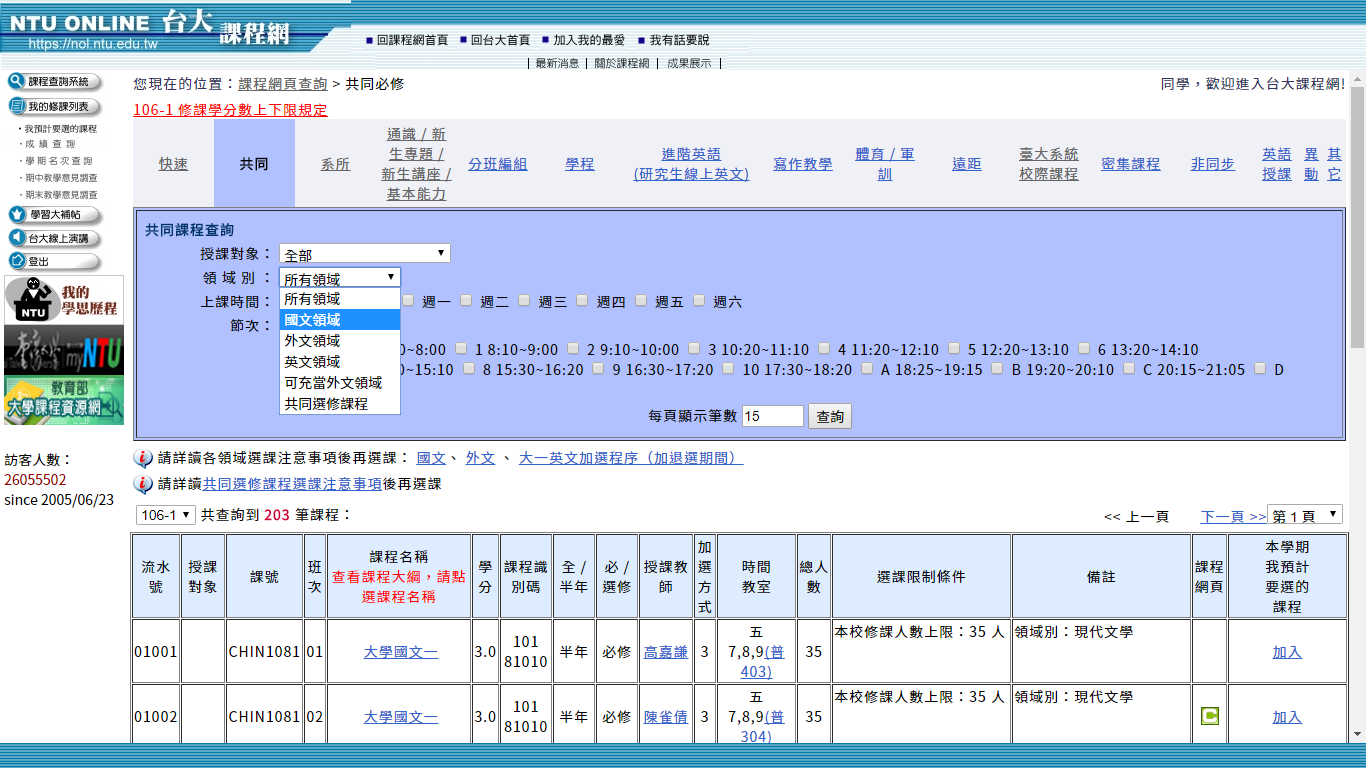 NTU ONLINE 台大課程網
https://nol.ntu.edu.tw
回課程網首頁 回台大首頁 加入我的最愛 我有話要說
| 最新消息 | 關於課程網 | 成果展示 |
課程查詢系統
我的修課列表
・我預計要選的課程
・成 績 查 詢
・學 期 名 次 查 詢
・期中教學意見調查
・期末教學意見調查
學習大補帖
台大線上演講
登出
我的
學思歷程
NTU
myNTU
教育部
大學課程資源網
訪客人數：
26055502
since 2005/06/23
您現在的位置：課程網頁查詢 > 共同必修
同學，歡迎進入台大課程網!
106-1 修課學分數上下限規定
快速
共同
系所
通識 / 新
生專題 /
新生講座 /
基本能力
分班編組
學程
進階英語
(研究生線上英文)
寫作教學
體育 / 軍
訓
遠距
臺大系統
校際課程
密集課程
非同步
英語
授課
異
動
其
它
共同課程查詢
授課對象： 全部
領 域 別 ： 所有領域
所有領域
國文領域
外文領域
英文領域
可充當外文領域
共同選修課程
上課時間： 週一 週二 週三 週四 週五 週六
節次：
0~8:00 1 8:10~9:00 2 9:10~10:00 3 10:20~11:10 4 11:20~12:10 5 12:20~13:10 6 13:20~14:10
0~15:10 8 15:30~16:20 9 16:30~17:20 10 17:30~18:20 A 18:25~19:15 B 19:20~20:10 C 20:15~21:05 D
每頁顯示筆數 15 查詢
請詳讀各領域選課注意事項後再選課： 國文、 外文 、 大一英文加選程序（加退選期間）
請詳讀共同選修課程選課注意事項後再選課
106-1 共查詢到 203 筆課程：
<< 上一頁 下一頁 >> 第 1 頁
流水
號
授課
對象
課號
班
次
課程名稱
查看課程大綱，請點
選課程名稱
學
分
課程識
別碼
全 /
半年
必 /
選修
授課教
師
加
選
方
式
時間
教室
總人
數
選課限制條件
備註
課程
網頁
本學期
我預計
要選的
課程
01001
CHIN1081
01
大學國文一
3.0
101
81010
半年
必修
高嘉謙
3
五
7,8,9(普
403)
35
本校修課人數上限：35 人
領域別：現代文學
加入
01002
CHIN1081
02
大學國文一
3.0
101
81010
半年
必修
陳雀倩
3
五
7,8,9(普
304)
35
本校修課人數上限：35 人
領域別：現代文學
加入